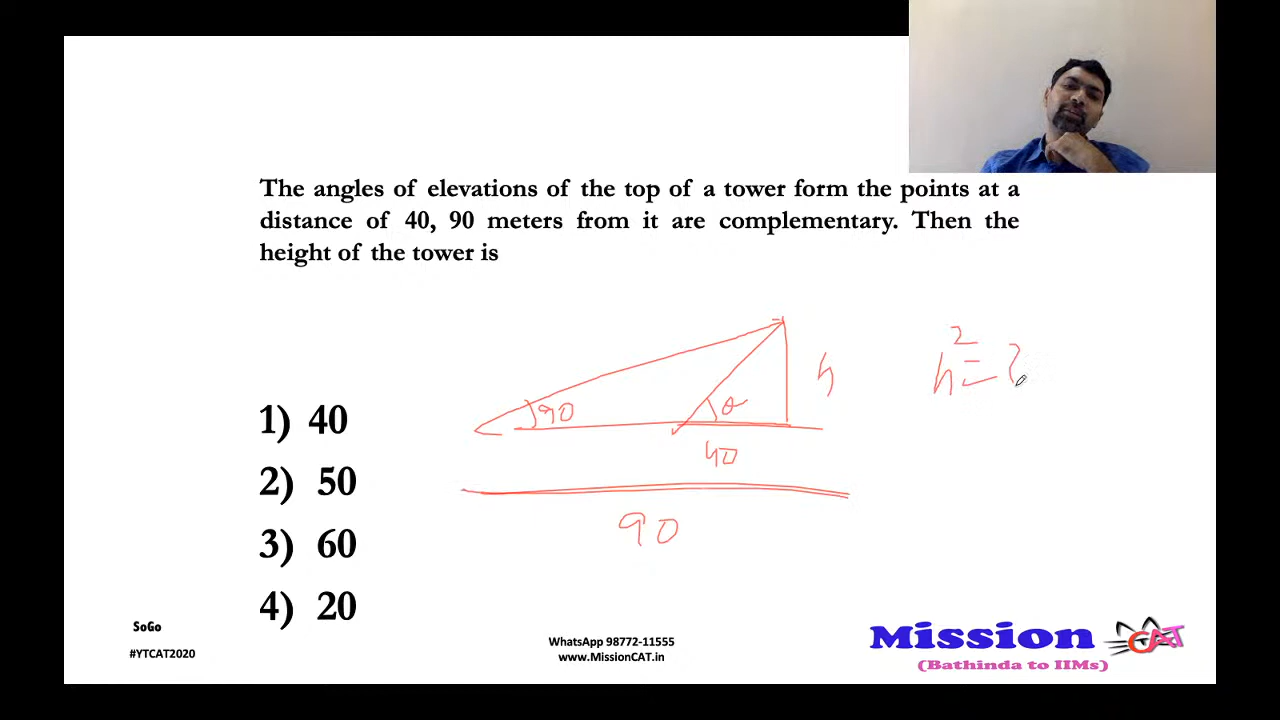 The angles of elevations of the top of a tower form the points at a
distance of 40, 90 meters from it are complementary. Then the
height of the tower is
h² = ?
h
90 θ
40
90
1) 40
2) 50
3) 60
4) 20
SoGo
#YTCAT2020
WhatsApp 98772-11555
www.MissionCAT.in
Mission CAT
(Bathinda to IIMs)